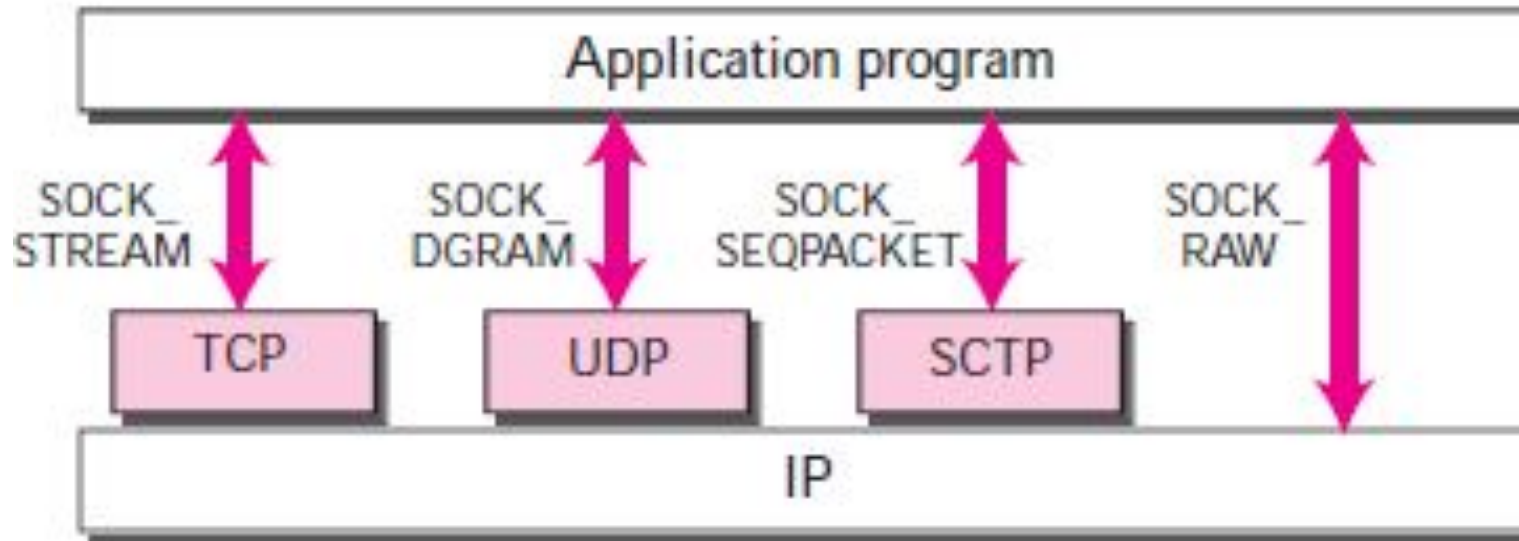 Application program
SOCK_
STREAM
SOCK_
DGRAM
SOCK_
SEQPACKET
SOCK_
RAW
TCP
UDP
SCTP
IP